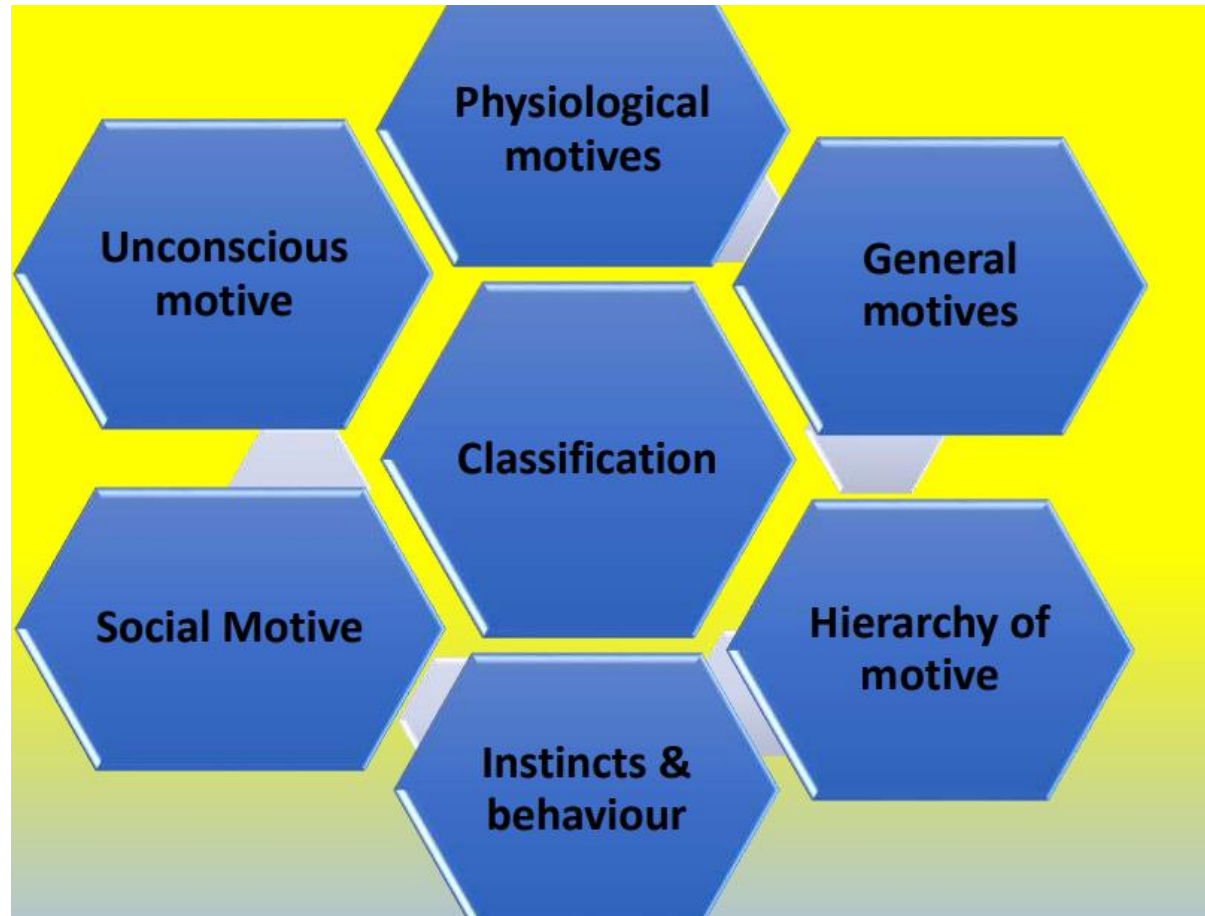 Physiological
motives
Unconscious
motive
General
motives
Classification
Social Motive
Hierarchy of
motive
Instincts &
behaviour